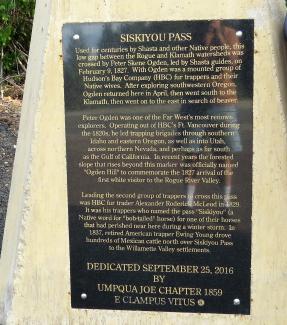 SISKIYOU PASS
Used for centuries by Shasta and other Native people, this
low gap between the Rogue and Klamath watersheds was
crossed by Peter Skene Ogden, led by Shasta guides, on
February 9, 1827. With Ogden was a mounted group of
Hudson's Bay Company (HBC) for trappers and their
Native wives. After exploring southwestern Oregon,
Ogden returned here in April, then went south to the
Klamath, then went on to the east in search of beaver.
Peter Ogden was one of the Far West's most renown
explorers. Operating out of HBC's Ft. Vancouver during
the 1820s, he led trapping brigades through southern
Idaho and eastern Oregon, as well as into Utah,
across northern Nevada, and perhaps as far south
as the Gulf of California. In recent years the forested
slope that rises beyond this marker was officially named
"Ogden Hill" to commemorate the 1827 arrival of the
first white visitor to the Rogue River Valley.
Leading the second group of trappers to cross this pass
was HBC fur trader Alexander Roderick McLeod in 1829.
It was his trappers who named the pass "Siskiyou" (a
Native word for "bob-tailed" horse) for one of their horses
that had perished near here during a winter storm. In
1837, retired American trapper Ewing Young drove
hundreds of Mexican cattle north over Siskiyou Pass
to the Willamette Valley settlements.
DEDICATED SEPTEMBER 25, 2016
BY
UMPQUA JOE CHAPTER 1859
E CLAMPUS VITUS